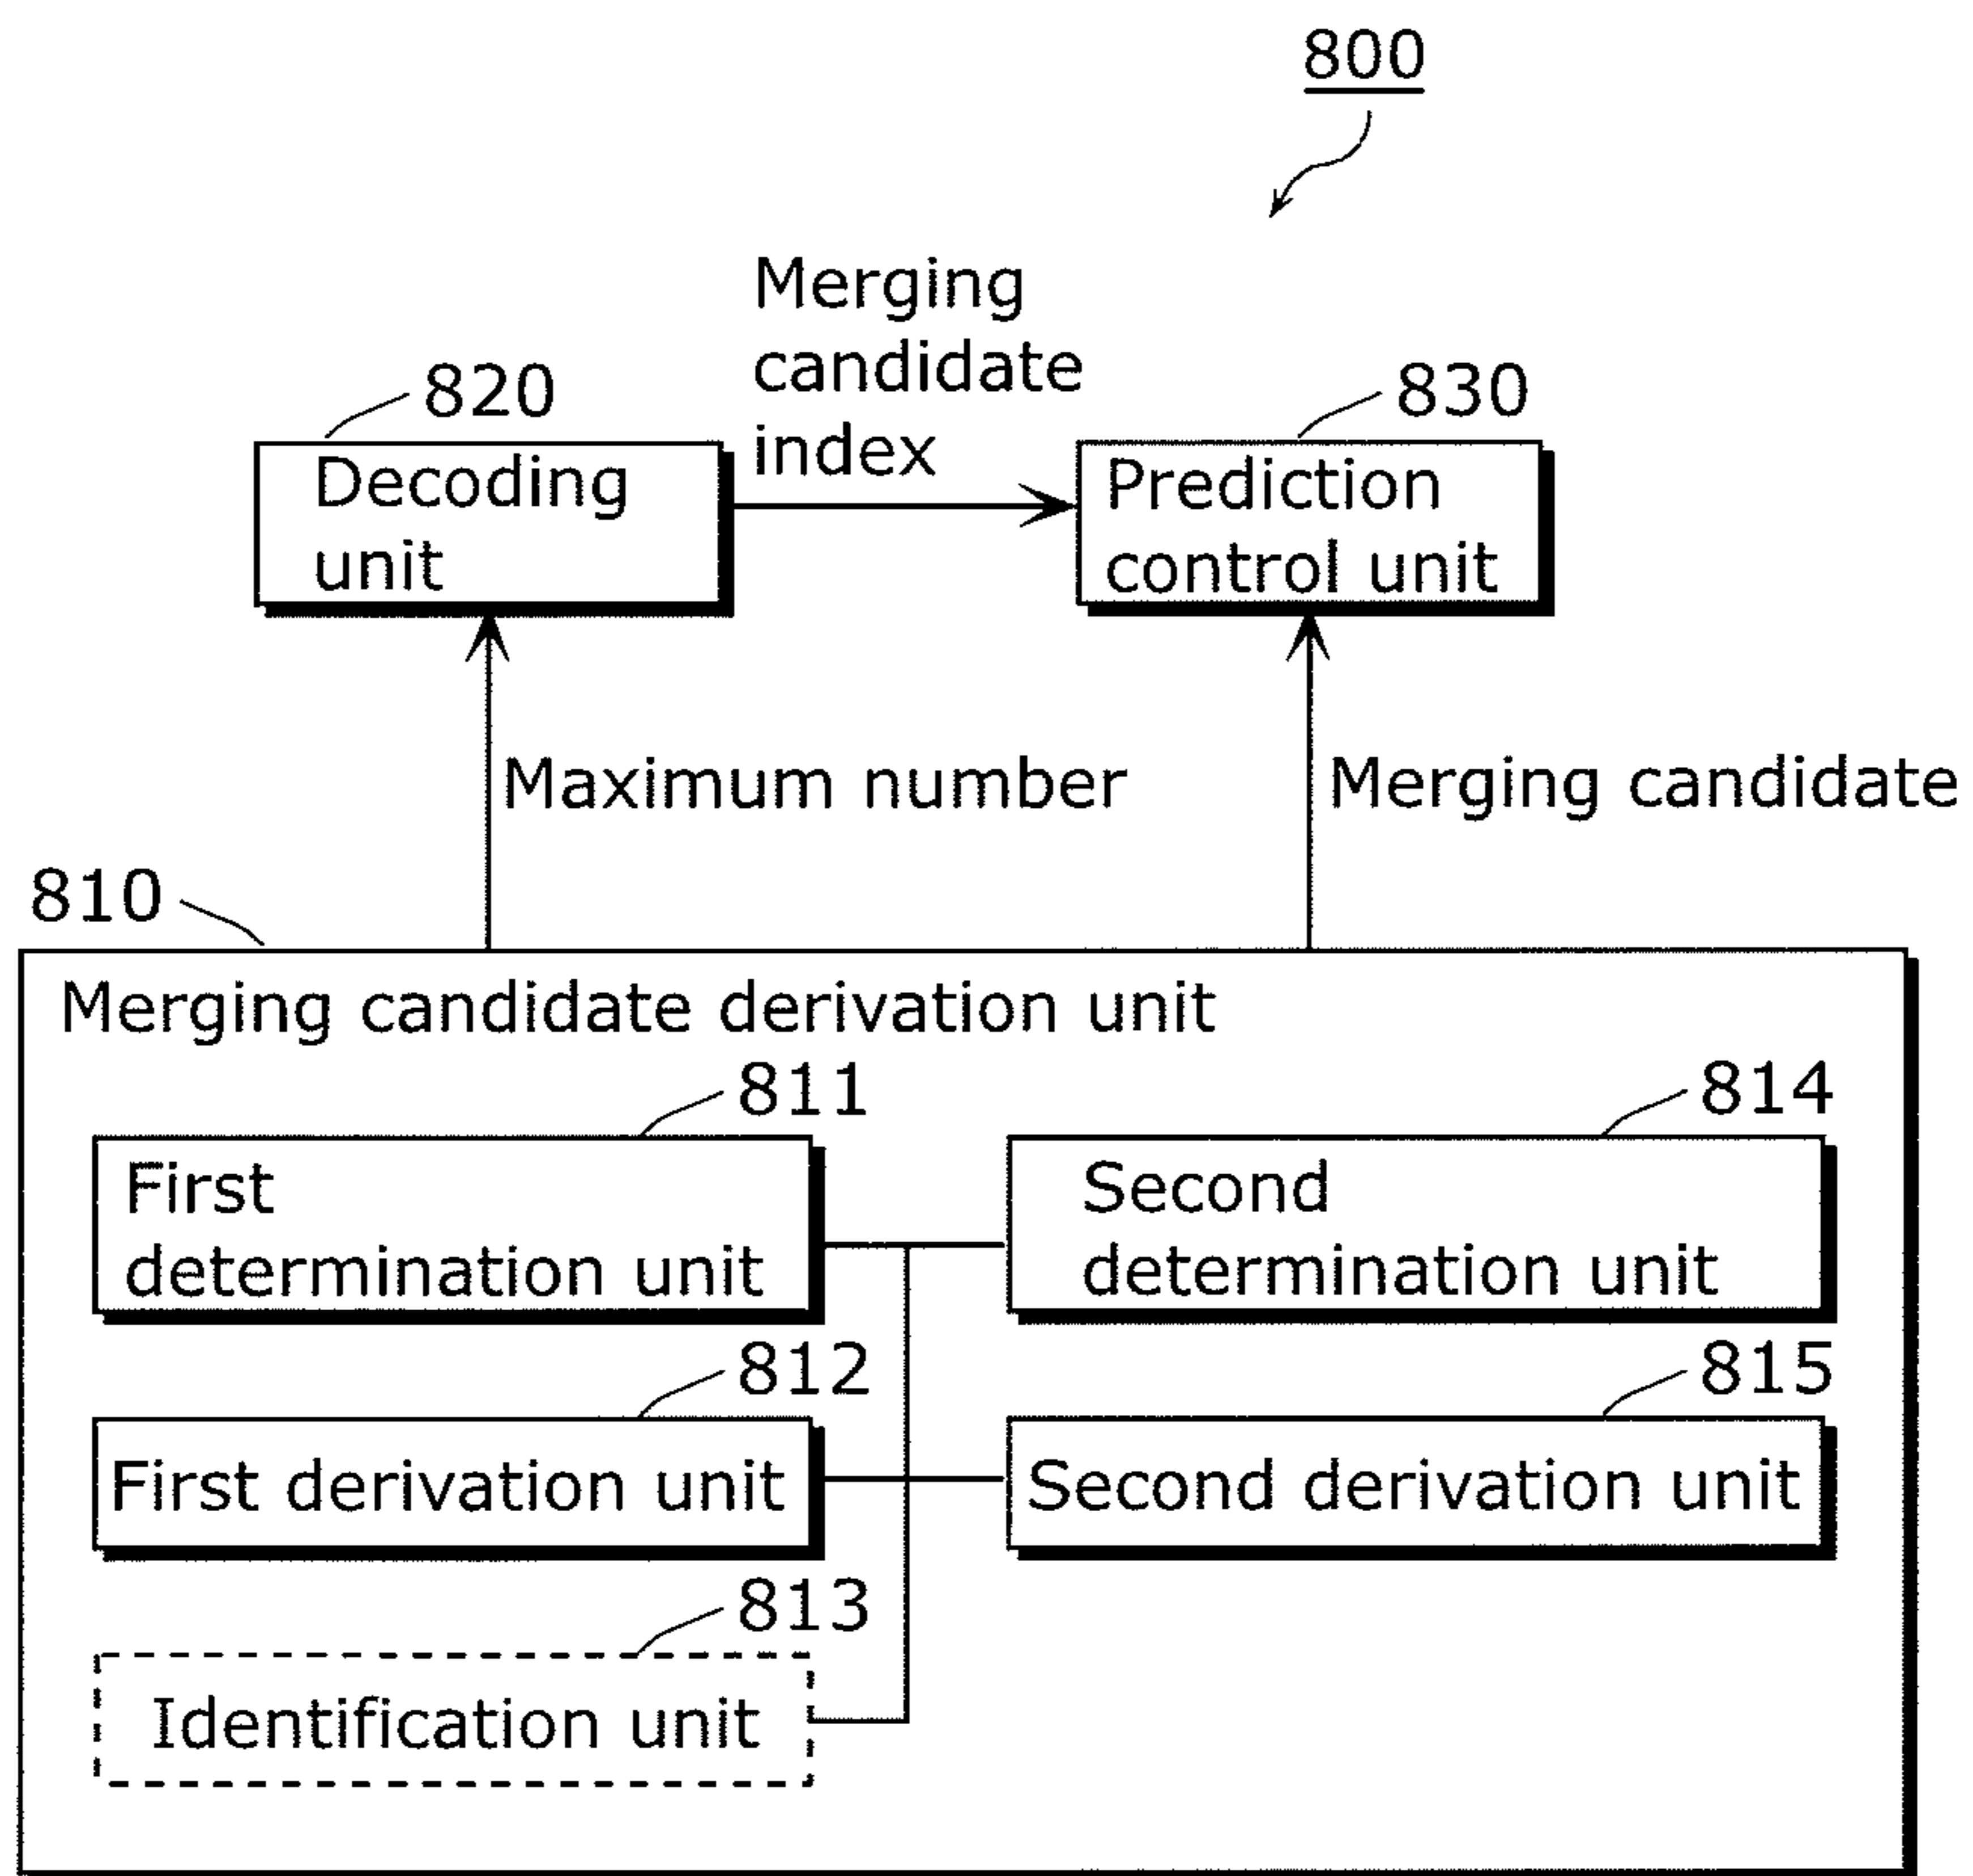 800
Merging
candidate
index
820
830
Decoding
unit
Prediction
control unit
Maximum number
Merging candidate
810
Merging candidate derivation unit
811
814
First
determination unit
Second
determination unit
812
815
First derivation unit
Second derivation unit
813
Identification unit